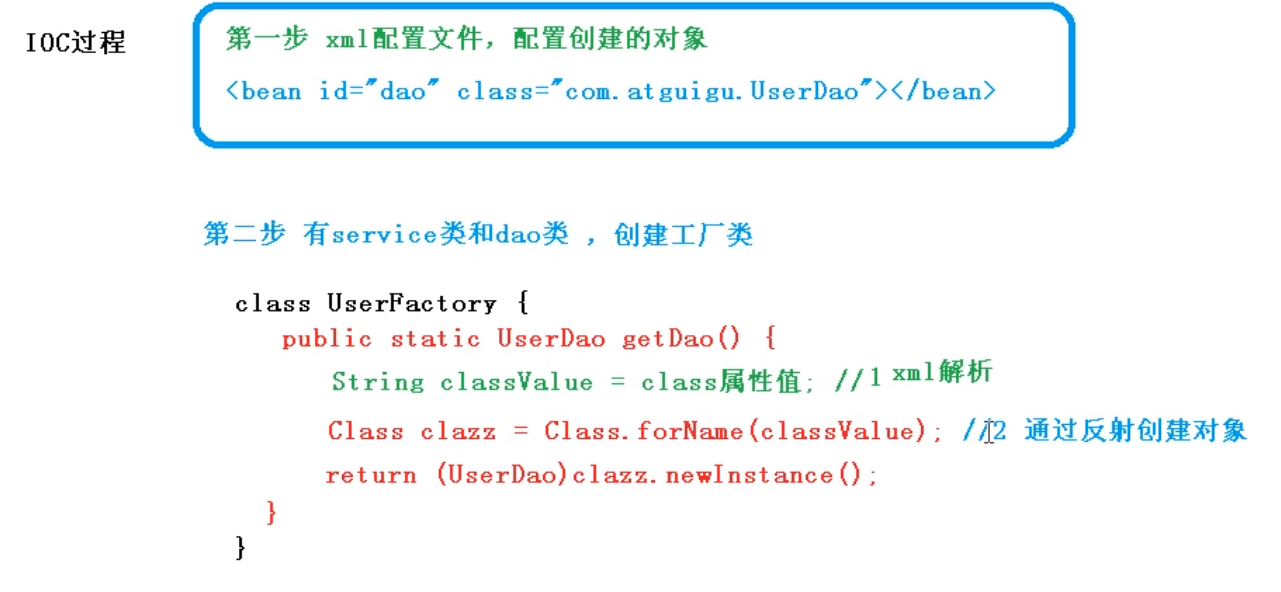 IOC过程
第一步 xml配置文件，配置创建的对象
<bean id="dao" class="com.atguigu.UserDao"></bean>
第二步 有service类和dao类 ，创建工厂类
class UserFactory {
public static UserDao getDao() {
String classValue = class属性值; //1 xml解析
Class clazz = Class.forName(classValue); //2 通过反射创建对象
return (UserDao)clazz.newInstance();
}
}